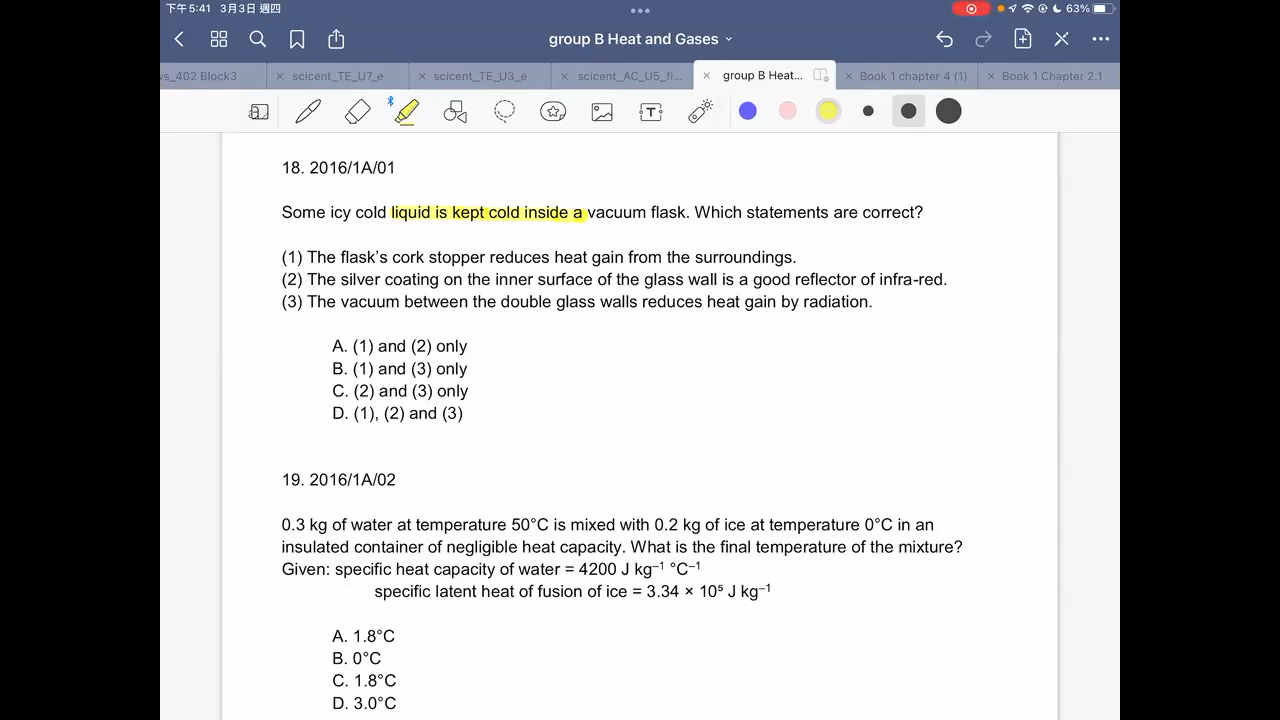 下午5:41 3月3日 週四
63%
group B Heat and Gases
ws_402 Block3
scicent_TE_U7_e
scicent_TE_U3_e
scicent_AC_U5_fi...
group B Heat...
Book 1 chapter 4 (1)
Book 1 Chapter 2.1
18. 2016/1A/01
Some icy cold liquid is kept cold inside a vacuum flask. Which statements are correct?
(1) The flask's cork stopper reduces heat gain from the surroundings.
(2) The silver coating on the inner surface of the glass wall is a good reflector of infra-red.
(3) The vacuum between the double glass walls reduces heat gain by radiation.
A. (1) and (2) only
B. (1) and (3) only
C. (2) and (3) only
D. (1), (2) and (3)
19. 2016/1A/02
0.3 kg of water at temperature 50°C is mixed with 0.2 kg of ice at temperature 0°C in an
insulated container of negligible heat capacity. What is the final temperature of the mixture?
Given: specific heat capacity of water = 4200 J kg⁻¹ °C⁻¹
specific latent heat of fusion of ice = 3.34 × 10⁵ J kg⁻¹
A. 1.8°C
B. 0°C
C. 1.8°C
D. 3.0°C